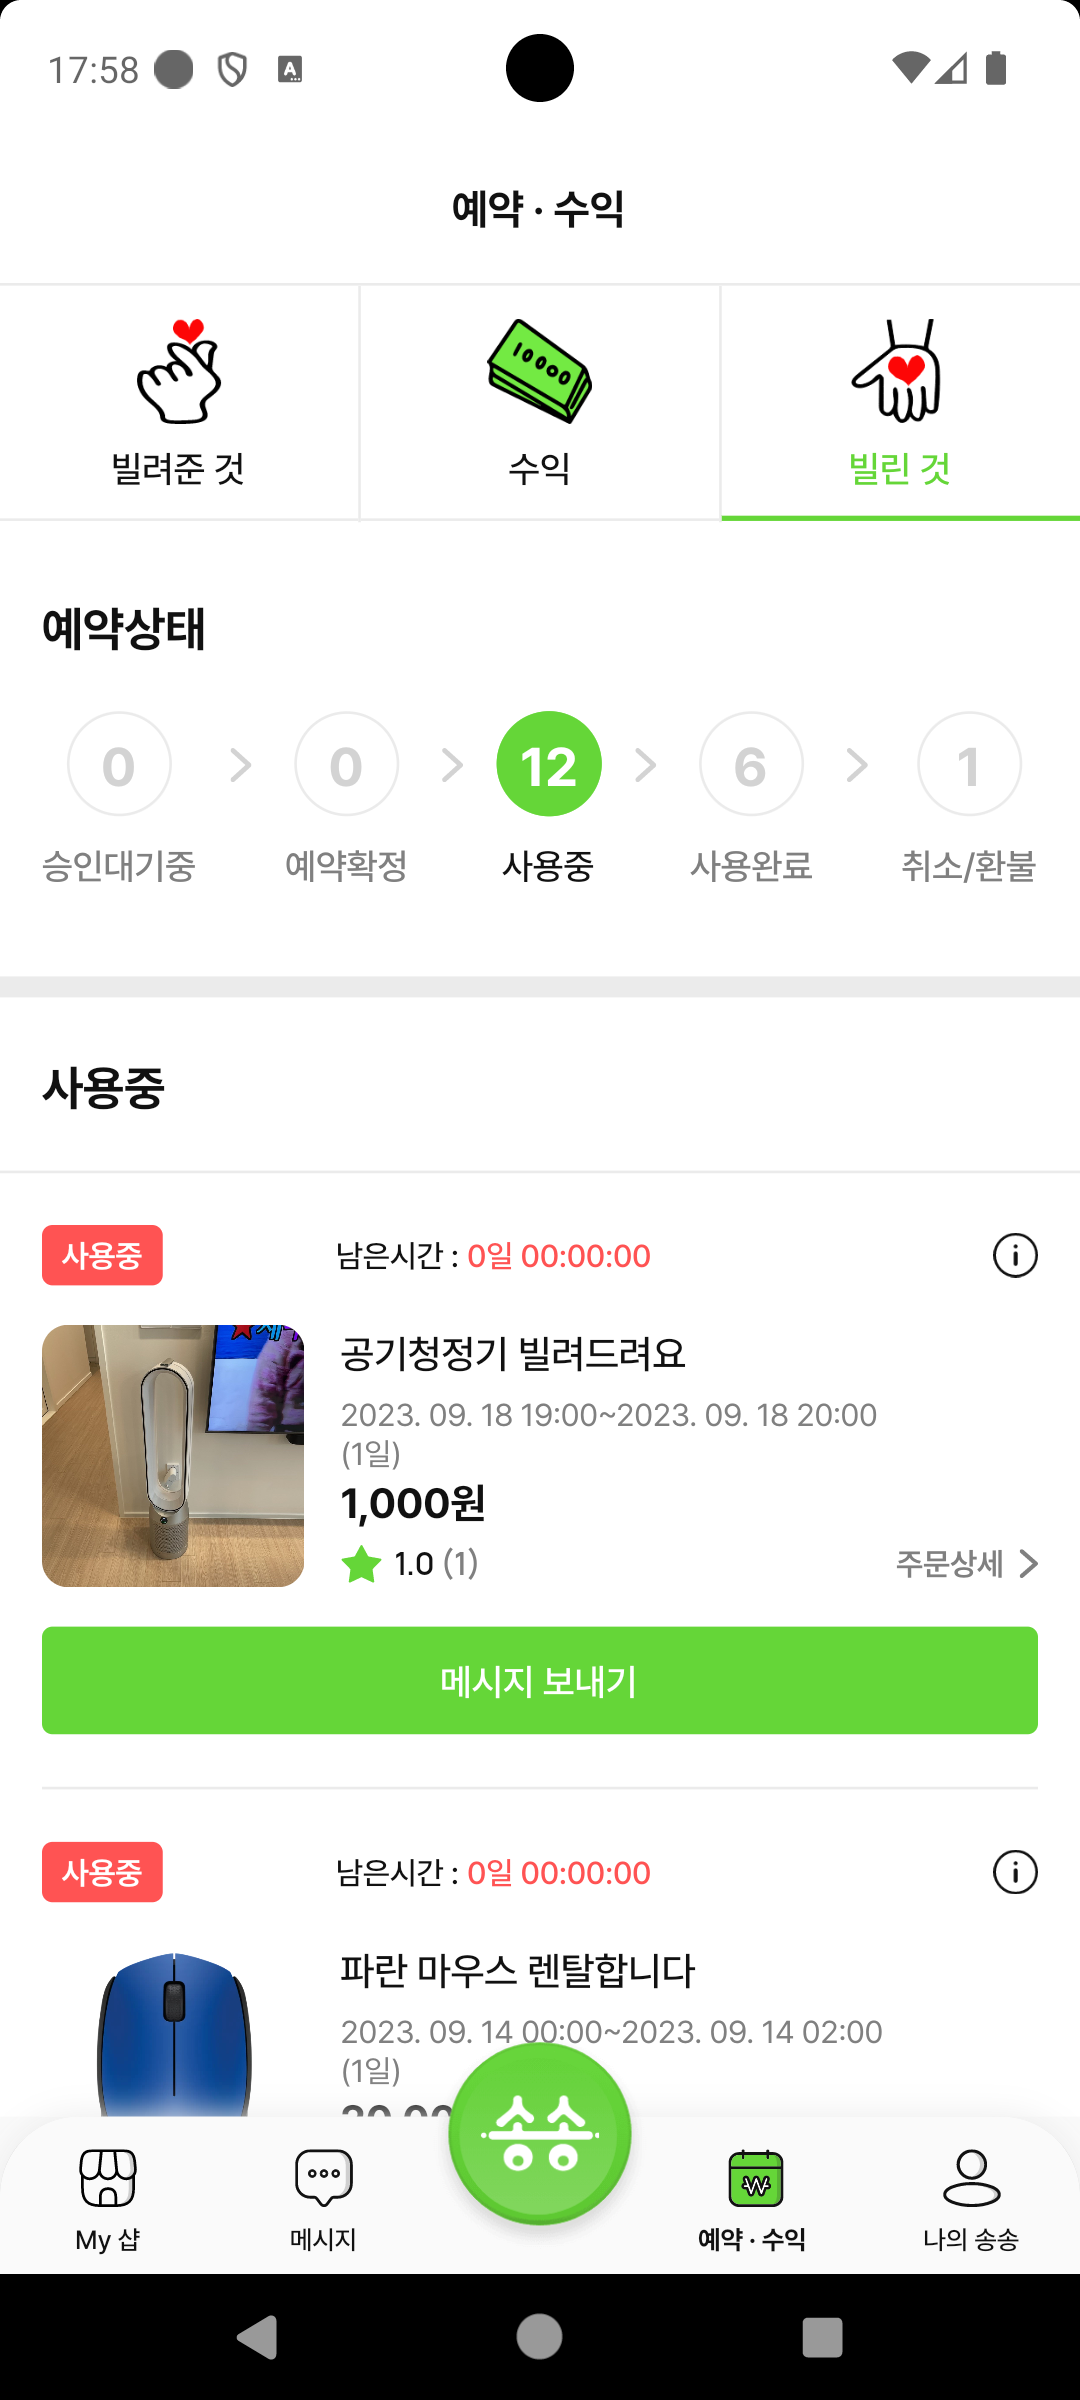 17:58
예약 · 수익
빌려준 것
수익
빌린 것
예약상태
0 0 12 6 1
승인대기중 예약확정 사용중 사용완료 취소/환불
사용중
사용중 남은시간 : 0일 00:00:00
공기청정기 빌려드려요
2023. 09. 18 19:00~2023. 09. 18 20:00
(1일)
1,000원
1.0 (1) 주문상세
메시지 보내기
사용중 남은시간 : 0일 00:00:00
파란 마우스 렌탈합니다
2023. 09. 14 00:00~2023. 09. 14 02:00
(1일)
송송
My 샵
메시지
예약 · 수익
나의 송송